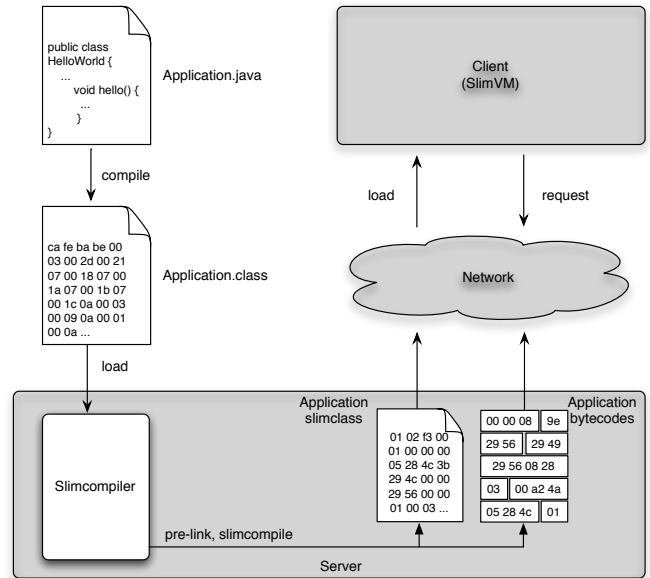 public class
HelloWorld {
...
void hello() {
...
}
}
Application.java
compile
ca fe ba be 00
03 00 2d 00 21
07 00 18 07 00
1a 07 00 1b 07
00 1c 0a 00 03
00 09 0a 00 01
00 0a ...
Application.class
load
Client
(SlimVM)
load
request
Network
Slimcompiler
Application
slimclass
01 02 f3 00
01 00 00 00
05 28 4c 3b
29 4c 00 00
29 56 00 00
01 00 03 ...
Application
bytecodes
00 00 08 9e
29 56 29 49
29 56 08 28
03 00 a2 4a
05 28 4c 01
pre-link, slimcompile
Server